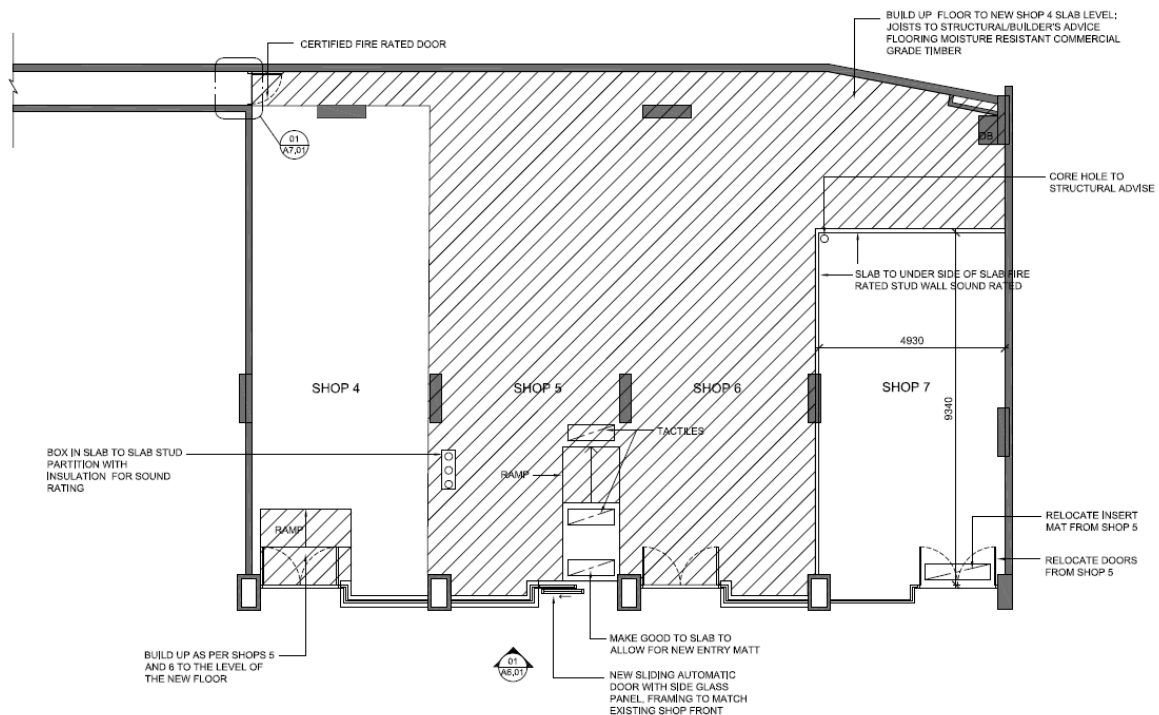 BUILD UP FLOOR TO NEW SHOP 4 SLAB LEVEL;
JOISTS TO STRUCTURAL/BUILDER'S ADVICE
FLOORING MOISTURE RESISTANT COMMERCIAL
GRADE TIMBER
CERTIFIED FIRE RATED DOOR
01
A7,01
DB
CORE HOLE TO
STRUCTURAL ADVISE
SLAB TO UNDER SIDE OF SLAB FIRE
RATED STUD WALL SOUND RATED
4930
9340
SHOP 4
SHOP 5
SHOP 6
SHOP 7
TACTILES
BOX IN SLAB TO SLAB STUD
PARTITION WITH
INSULATION FOR SOUND
RATING
RAMP
RAMP
RELOCATE INSERT
MAT FROM SHOP 5
RELOCATE DOORS
FROM SHOP 5
BUILD UP AS PER SHOPS 5
AND 6 TO THE LEVEL OF
THE NEW FLOOR
01
A6,01
MAKE GOOD TO SLAB TO
ALLOW FOR NEW ENTRY MATT
NEW SLIDING AUTOMATIC
DOOR WITH SIDE GLASS
PANEL, FRAMING TO MATCH
EXISTING SHOP FRONT